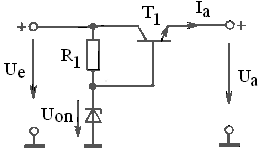 T1 Ia
+ +
R1
Ue Ua
Uon